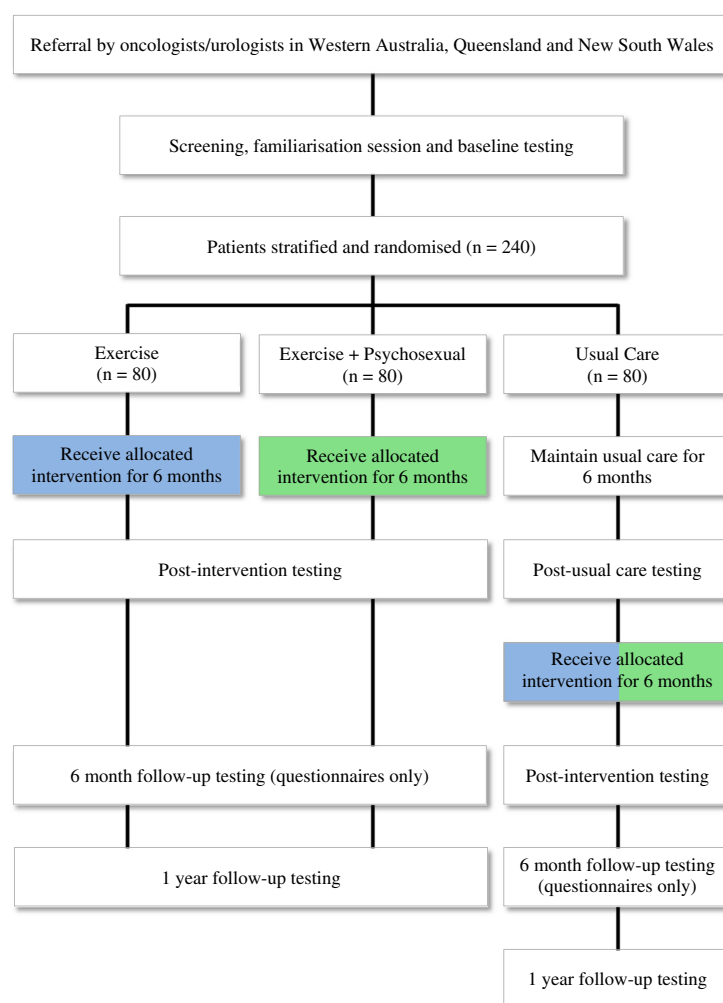 Referral by oncologists/urologists in Western Australia, Queensland and New South Wales
Screening, familiarisation session and baseline testing
Patients stratified and randomised (n = 240)
Exercise
(n = 80)
Exercise + Psychosexual
(n = 80)
Usual Care
(n = 80)
Receive allocated
intervention for 6 months
Receive allocated
intervention for 6 months
Maintain usual care for
6 months
Post-intervention testing
Post-usual care testing
Receive allocated
intervention for 6 months
6 month follow-up testing (questionnaires only)
Post-intervention testing
1 year follow-up testing
6 month follow-up testing
(questionnaires only)
1 year follow-up testing